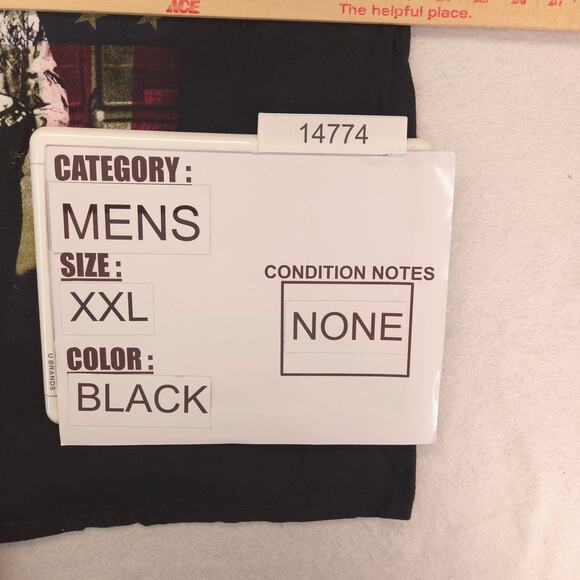 ACE
The helpful place.
14774
CATEGORY :
MENS
SIZE :
XXL
CONDITION NOTES
NONE
COLOR :
BLACK
U BRANDS